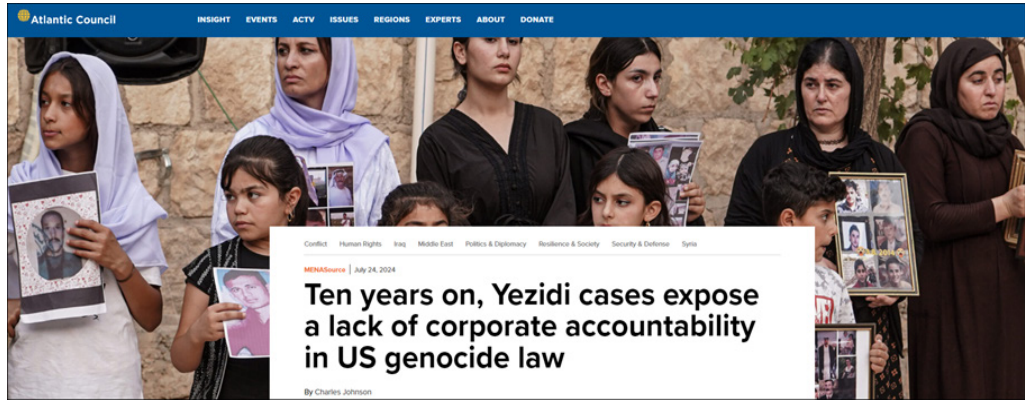 Atlantic Council
INSIGHT EVENTS ACTV ISSUES REGIONS EXPERTS ABOUT DONATE
Conflict Human Rights Iraq Middle East Politics & Diplomacy Resilience & Society Security & Defense Syria
MENASource | July 24, 2024
Ten years on, Yezidi cases expose
a lack of corporate accountability
in US genocide law
By Charles Johnson